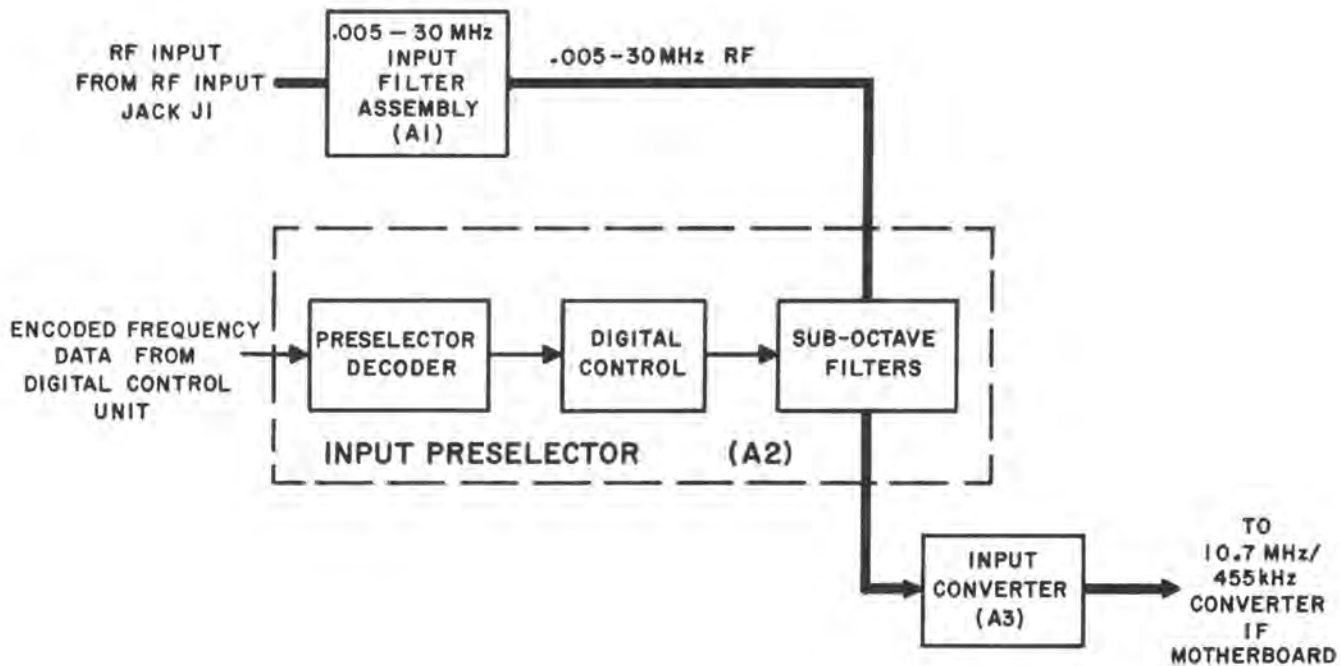 RF INPUT
FROM RF INPUT
JACK J1
.005 – 30 MHz
INPUT
FILTER
ASSEMBLY
(A1)
.005-30MHz RF
ENCODED FREQUENCY
DATA FROM
DIGITAL CONTROL
UNIT
PRESELECTOR
DECODER
DIGITAL
CONTROL
SUB-OCTAVE
FILTERS
INPUT PRESELECTOR (A2)
INPUT
CONVERTER
(A3)
TO
10.7 MHz/
455kHz
CONVERTER
IF
MOTHERBOARD